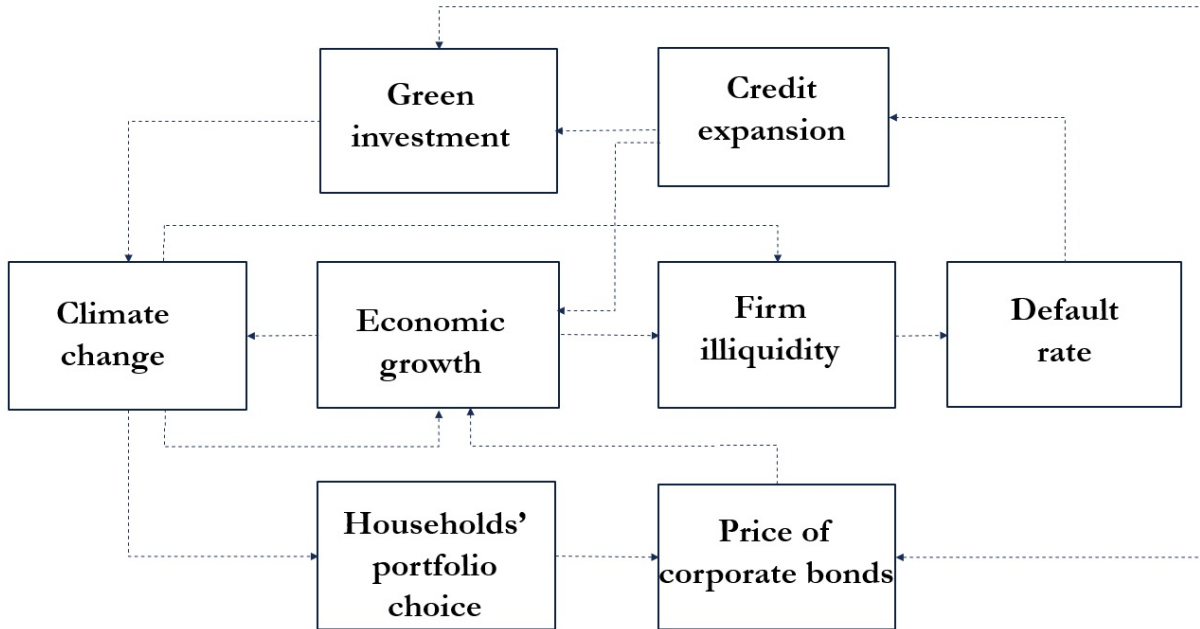 Green
investment
Credit
expansion
Climate
change
Economic
growth
Firm
illiquidity
Default
rate
Households’
portfolio
choice
Price of
corporate bonds